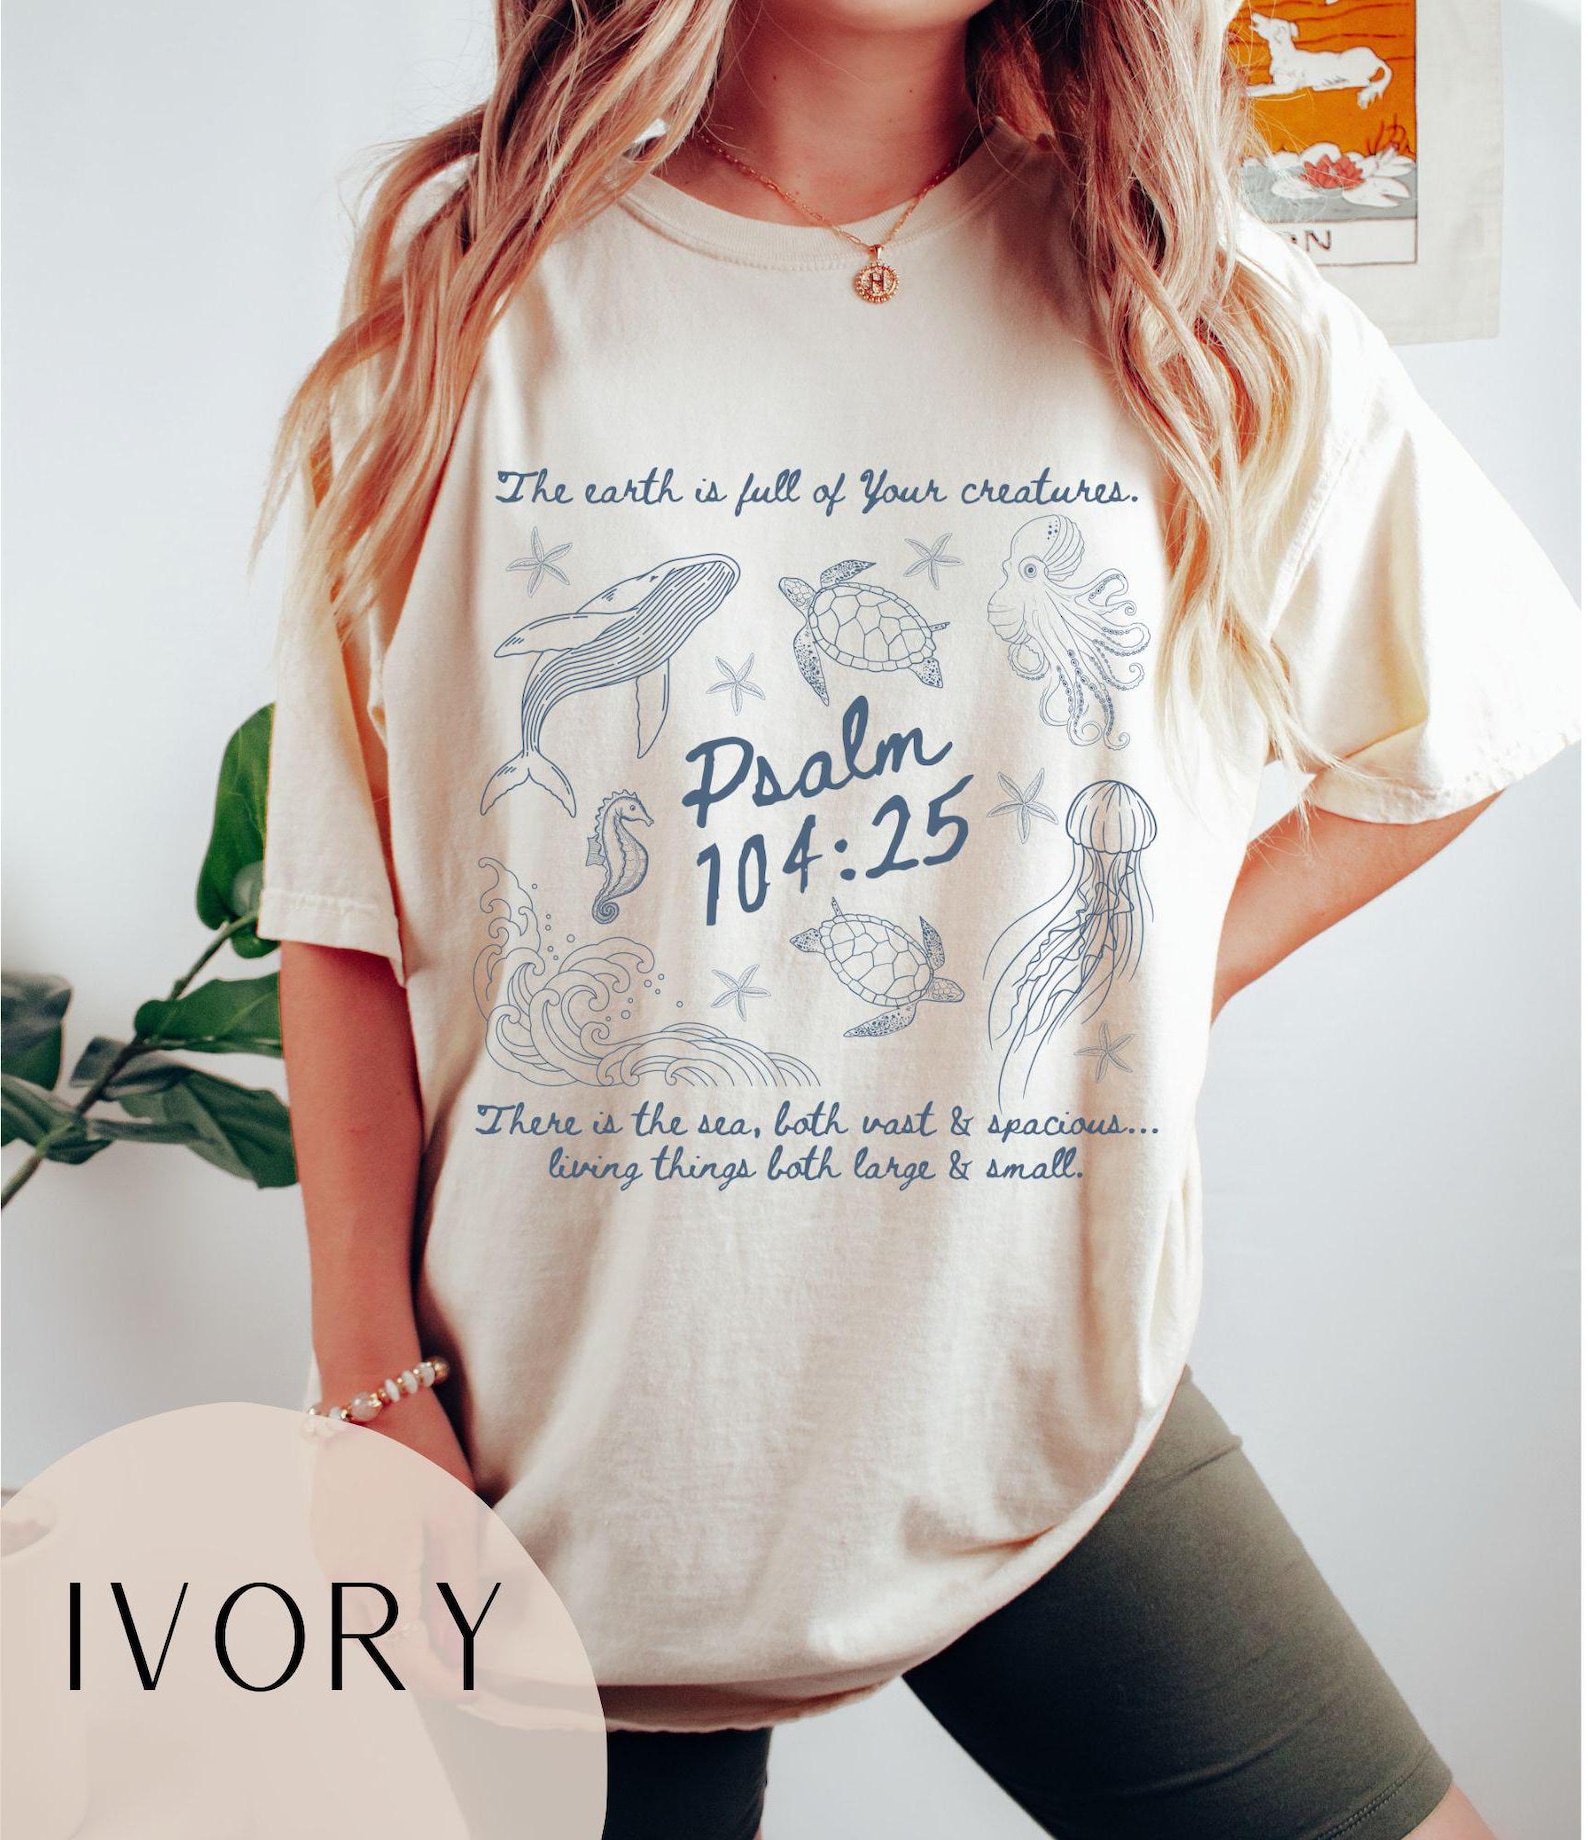 ON
H
The earth is full of Your creatures.
Psalm
104:25
There is the sea, both vast & spacious...
living things both large & small.
IVORY